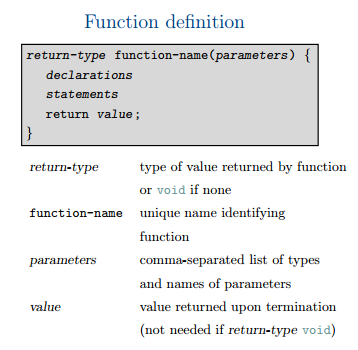 Function definition
return-type function-name(parameters) {
declarations
statements
return value;
}
return-type type of value returned by function
or void if none
function-name unique name identifying
function
parameters comma-separated list of types
and names of parameters
value value returned upon termination
(not needed if return-type void)